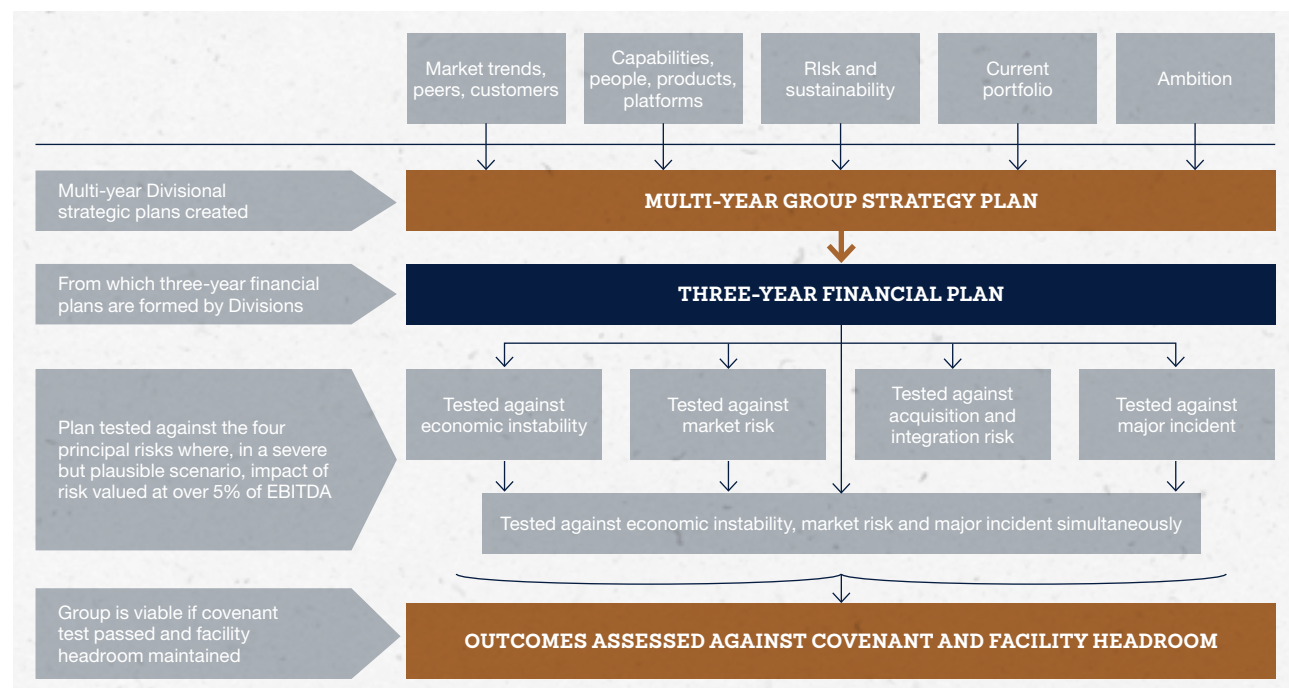 Market trends,
peers, customers
Capabilities,
people, products,
platforms
RIsk and
sustainability
Current
portfolio
Ambition
Multi-year Divisional
strategic plans created
MULTI-YEAR GROUP STRATEGY PLAN
From which three-year financial
plans are formed by Divisions
THREE-YEAR FINANCIAL PLAN
Plan tested against the four
principal risks where, in a severe
but plausible scenario, impact of
risk valued at over 5% of EBITDA
Tested against
economic instability
Tested against
market risk
Tested against
acquisition and
integration risk
Tested against
major incident
Tested against economic instability, market risk and major incident simultaneously
Group is viable if covenant
test passed and facility
headroom maintained
OUTCOMES ASSESSED AGAINST COVENANT AND FACILITY HEADROOM